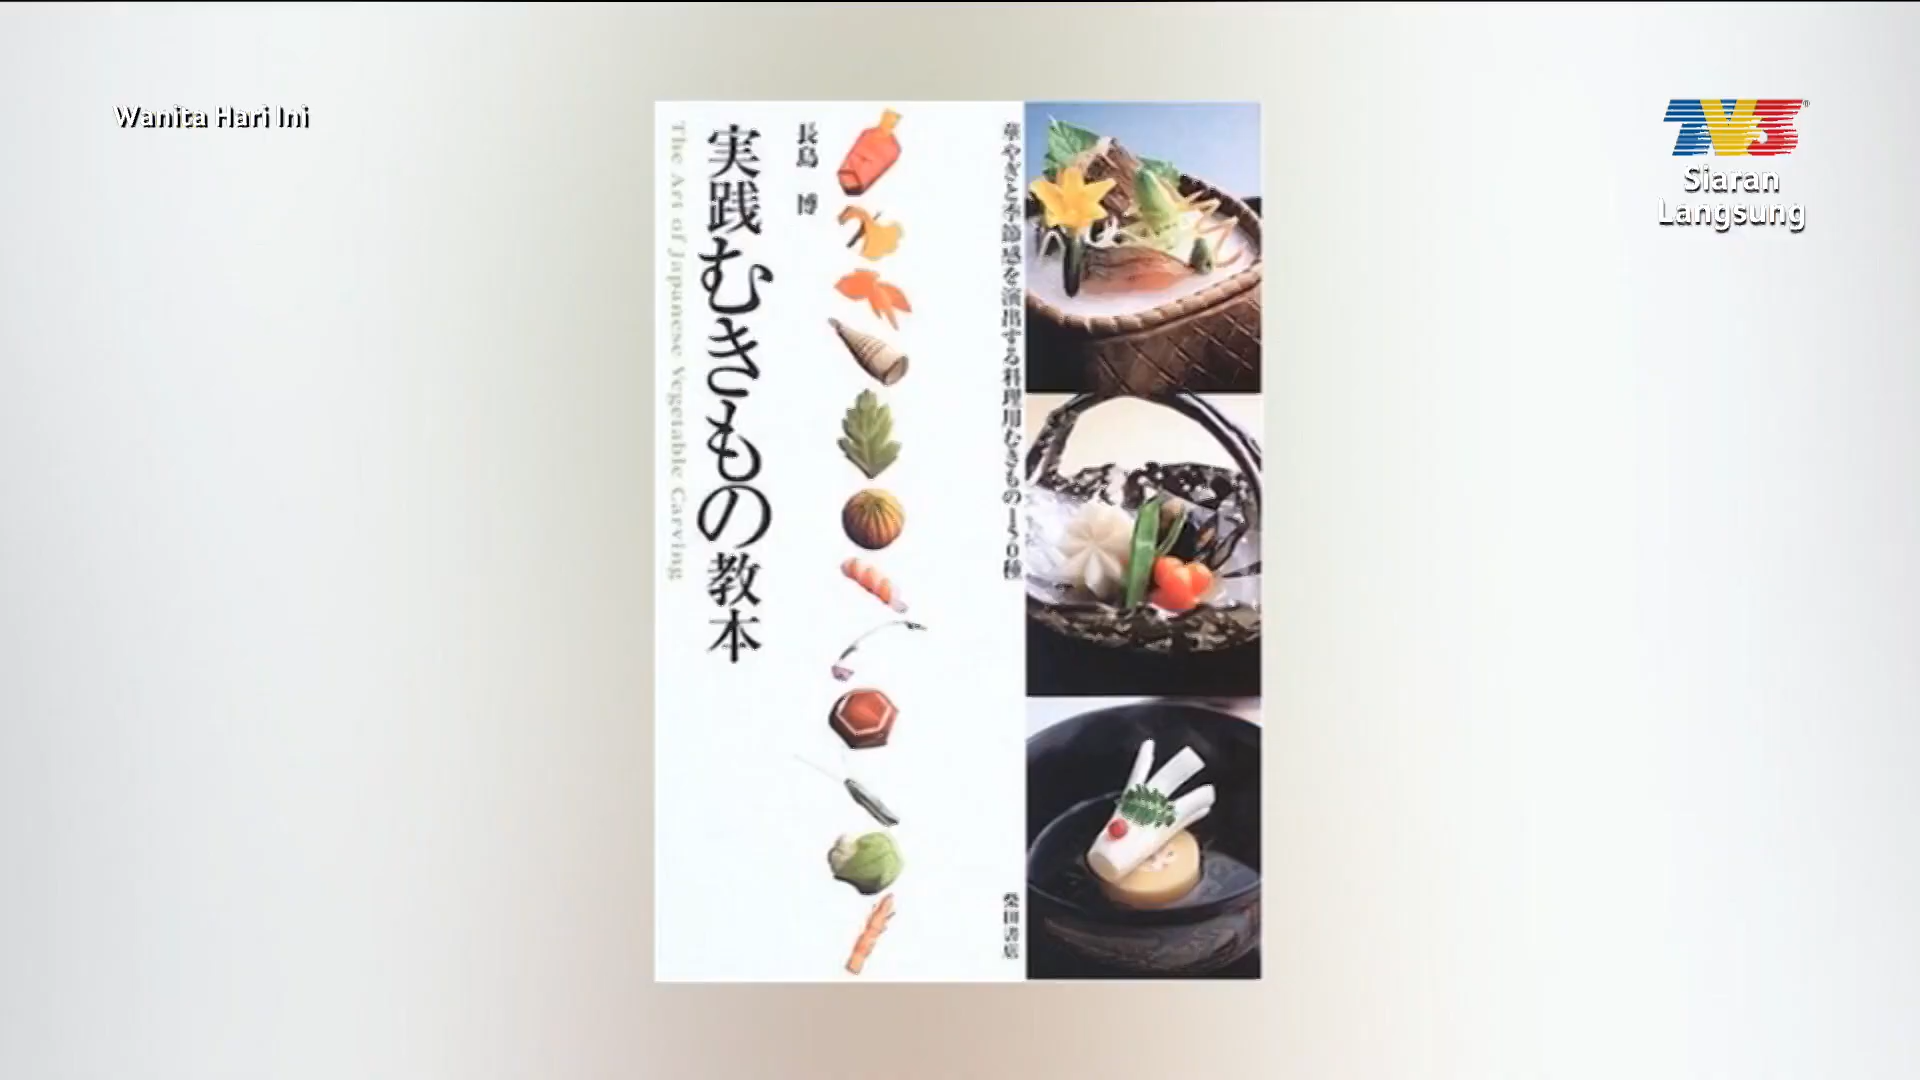 Wanita Hari Ini
TV3
Siaran
Langsung
華やぎと季節感を演出する料理用むきもの150種
柴田書店
長島 博
実践むきもの教本
The Art of Japanese Vegetable Carving